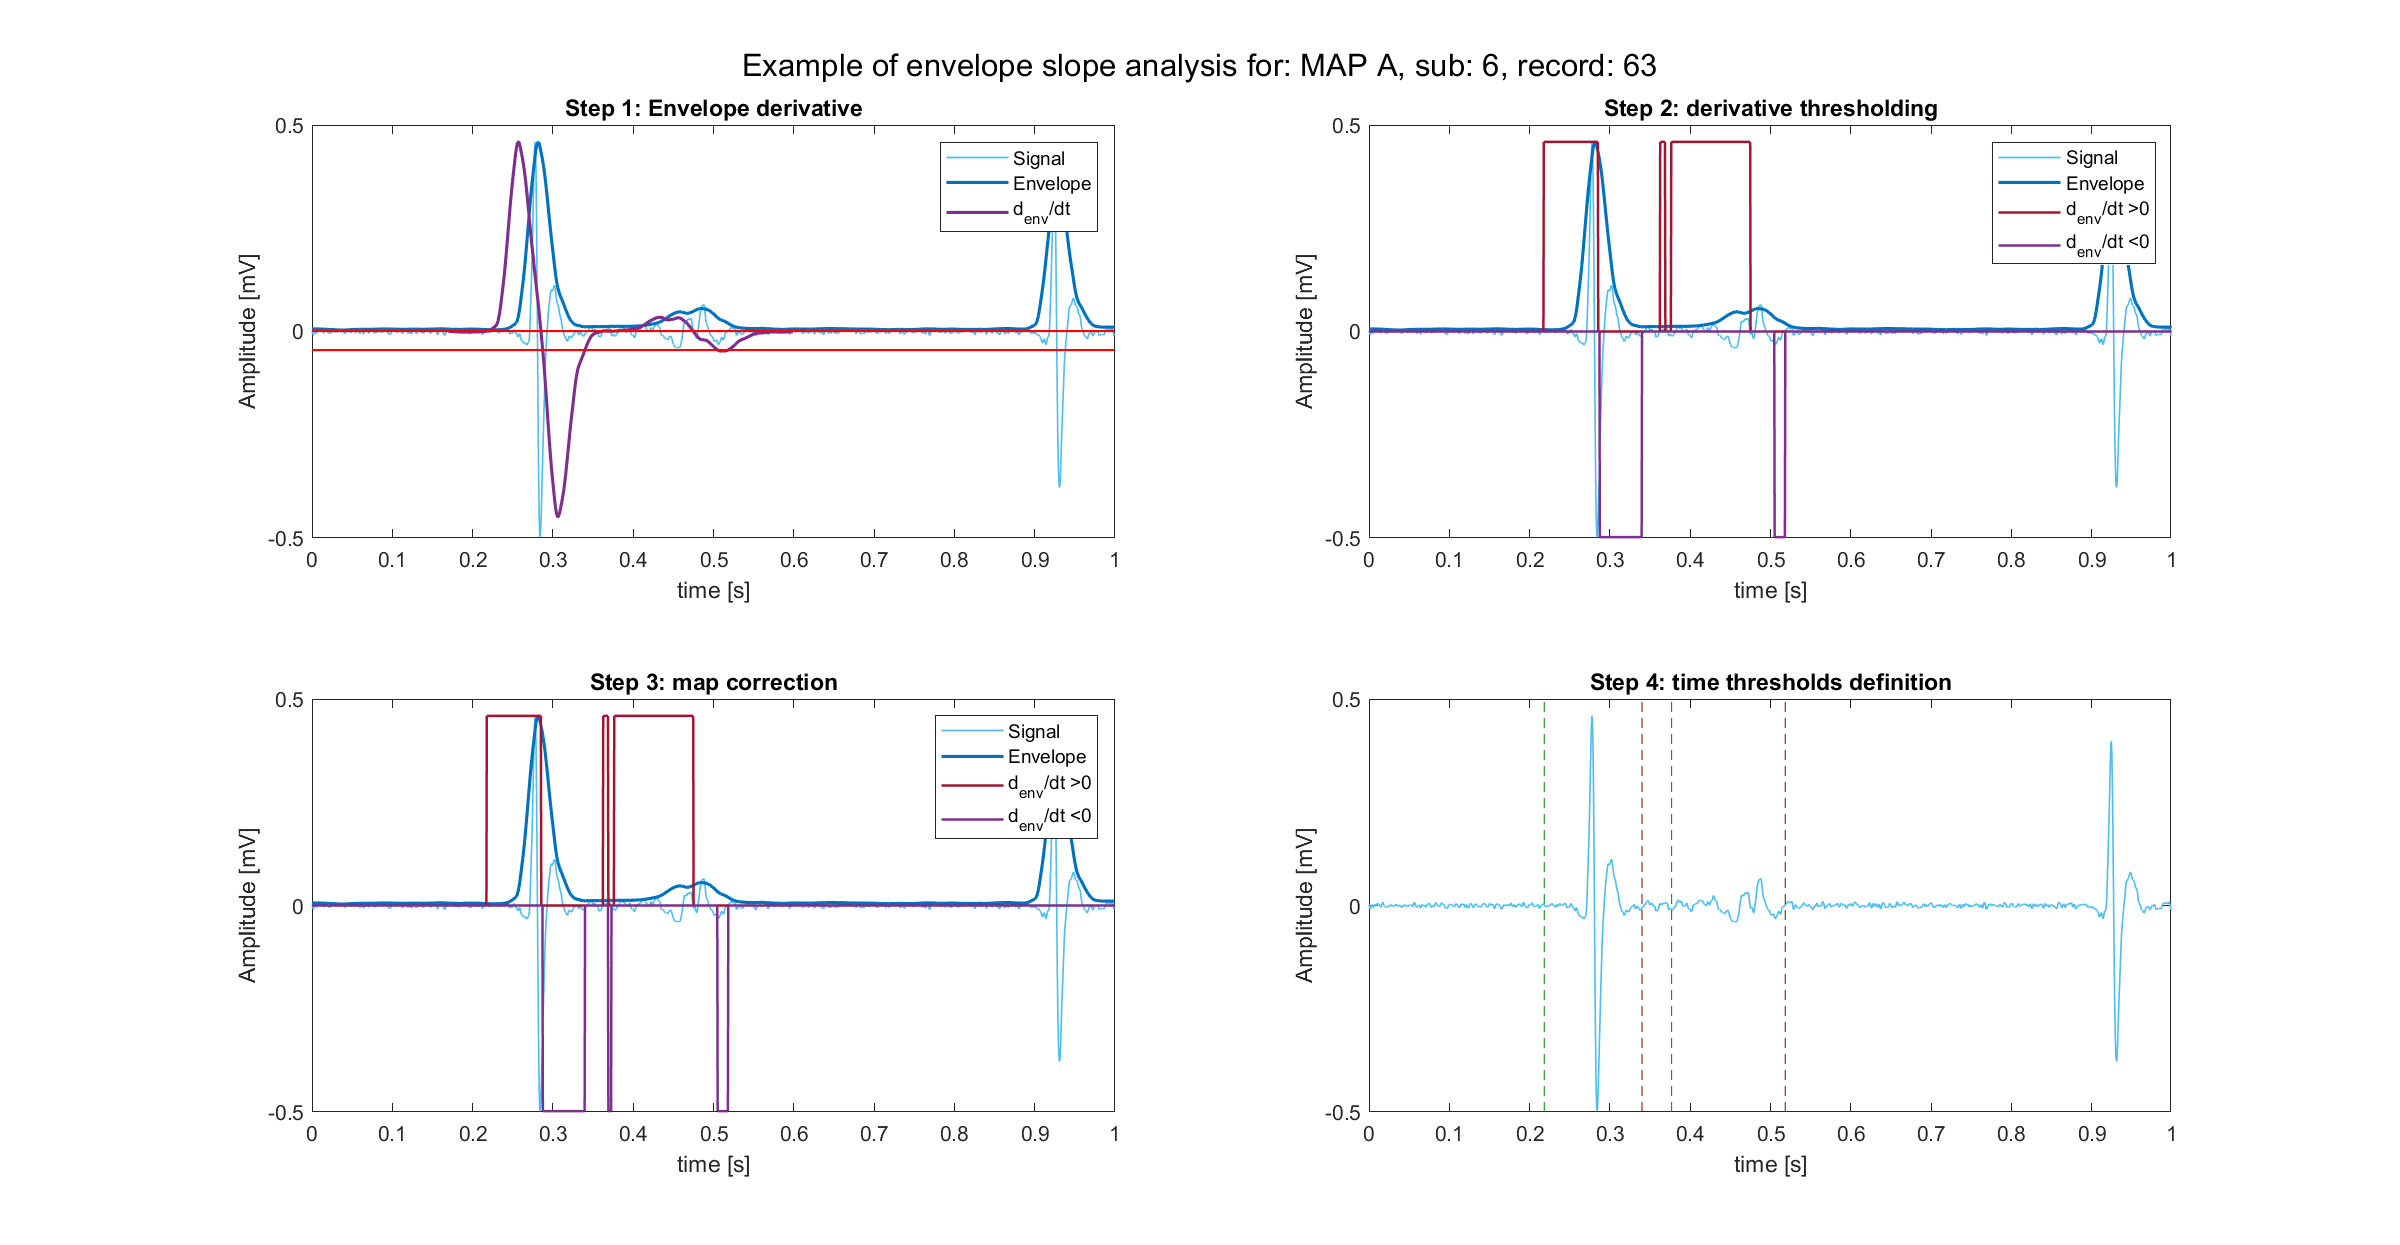 Example of envelope slope analysis for: MAP A, sub: 6, record: 63
Step 1: Envelope derivative
0.5
0
-0.5
Amplitude [mV]
Signal
Envelope
d_env/dt
0 0.1 0.2 0.3 0.4 0.5 0.6 0.7 0.8 0.9 1
time [s]
Step 2: derivative thresholding
0.5
0
-0.5
Amplitude [mV]
Signal
Envelope
d_env/dt >0
d_env/dt <0
0 0.1 0.2 0.3 0.4 0.5 0.6 0.7 0.8 0.9 1
time [s]
Step 3: map correction
0.5
0
-0.5
Amplitude [mV]
Signal
Envelope
d_env/dt >0
d_env/dt <0
0 0.1 0.2 0.3 0.4 0.5 0.6 0.7 0.8 0.9 1
time [s]
Step 4: time thresholds definition
0.5
0
-0.5
Amplitude [mV]
0 0.1 0.2 0.3 0.4 0.5 0.6 0.7 0.8 0.9 1
time [s]